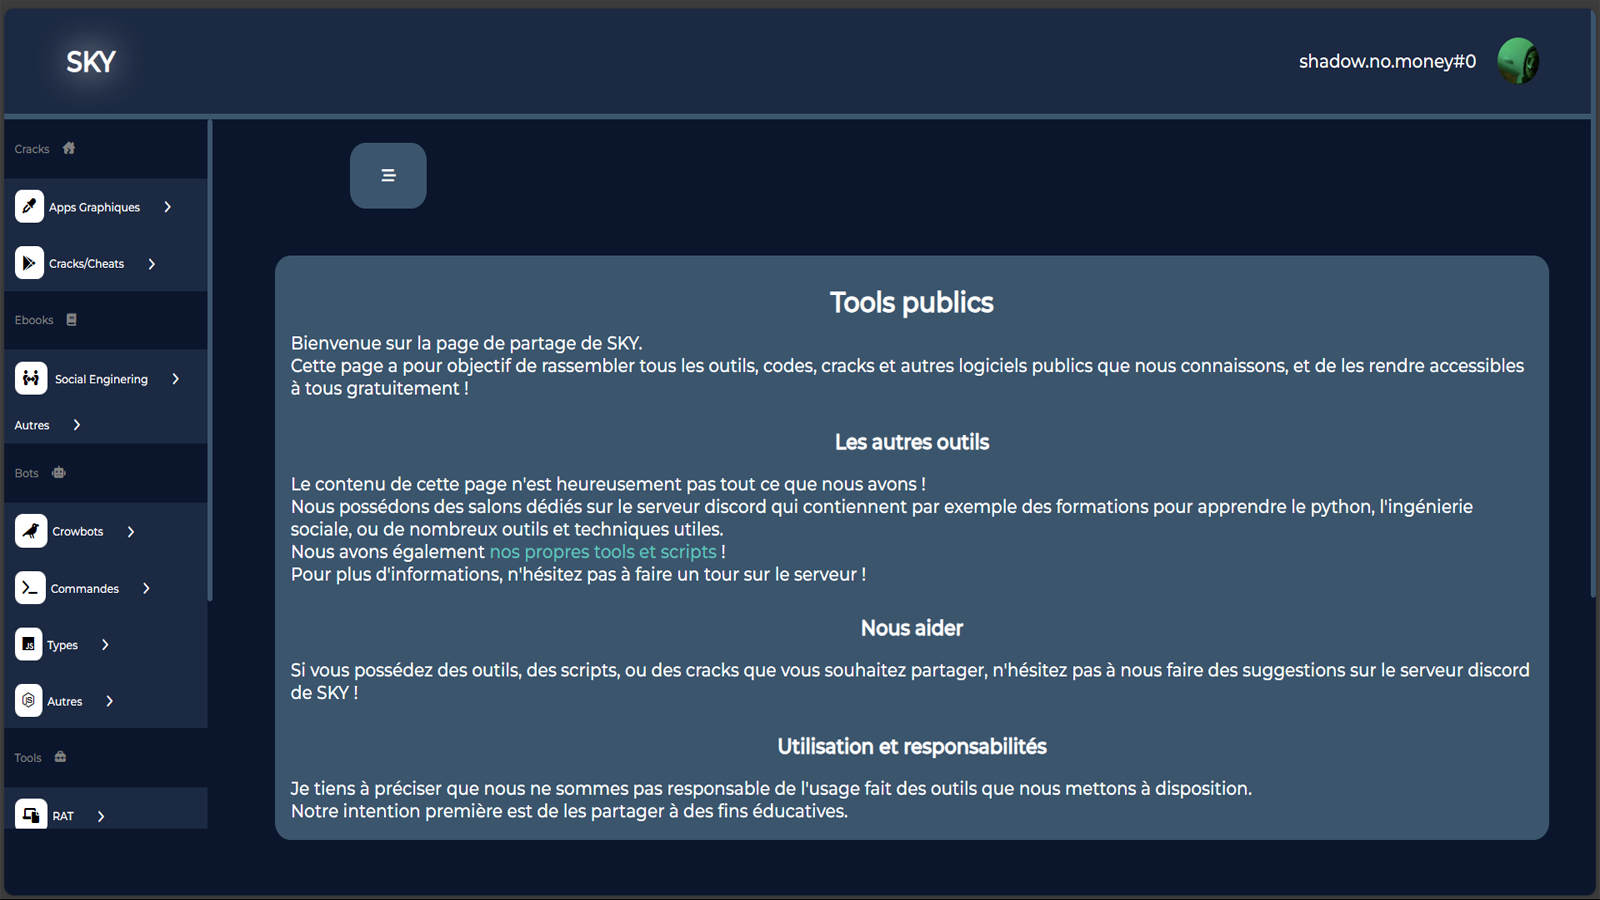 SKY
shadow.no.money#0
Cracks
Apps Graphiques
Cracks/Cheats
Ebooks
Social Enginering
Autres
Bots
Crowbots
Commandes
JS
Types
JS
Autres
Tools
RAT
Tools publics
Bienvenue sur la page de partage de SKY.
Cette page a pour objectif de rassembler tous les outils, codes, cracks et autres logiciels publics que nous connaissons, et de les rendre accessibles
à tous gratuitement !
Les autres outils
Le contenu de cette page n'est heureusement pas tout ce que nous avons !
Nous possédons des salons dédiés sur le serveur discord qui contiennent par exemple des formations pour apprendre le python, l'ingénierie
sociale, ou de nombreux outils et techniques utiles.
Nous avons également nos propres tools et scripts !
Pour plus d'informations, n'hésitez pas à faire un tour sur le serveur !
Nous aider
Si vous possédez des outils, des scripts, ou des cracks que vous souhaitez partager, n'hésitez pas à nous faire des suggestions sur le serveur discord
de SKY !
Utilisation et responsabilités
Je tiens à préciser que nous ne sommes pas responsable de l'usage fait des outils que nous mettons à disposition.
Notre intention première est de les partager à des fins éducatives.